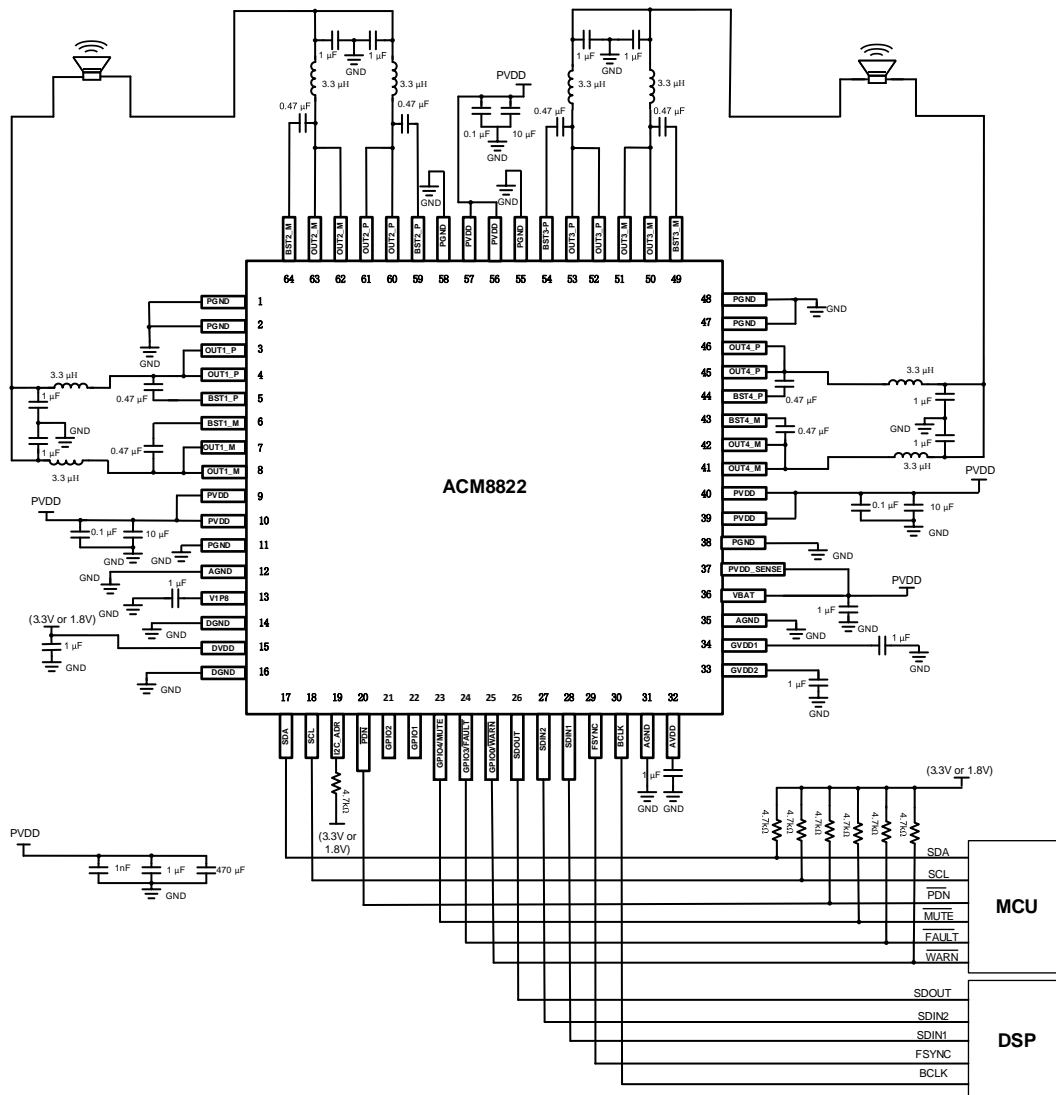 1 μF
1 μF
GND
3.3 μH
3.3 μH
0.47 μF
0.47 μF
GND
PVDD
0.1 μF
10 μF
GND
GND
1 μF
1 μF
GND
3.3 μH
3.3 μH
0.47 μF
0.47 μF
BST2_M
OUT2_M
OUT2_M
OUT2_P
OUT2_P
BST2_P
PGND
PVDD
PVDD
PGND
BST3-P
OUT3_P
OUT3_P
OUT3_M
OUT3_M
BST3_M
64
63
62
61
60
59
58
57
56
55
54
53
52
51
50
49
PGND 1
PGND 2
GND
OUT1_P 3
OUT1_P 4
BST1_P 5
BST1_M 6
OUT1_M 7
OUT1_M 8
PVDD 9
PVDD 10
PGND 11
AGND 12
V1P8 13
DGND 14
DVDD 15
DGND 16
3.3 μH
1 μF
0.47 μF
GND
1 μF
0.47 μF
3.3 μH
PVDD
0.1 μF
10 μF
GND
GND
GND
1 μF
GND
(3.3V or 1.8V)
GND
1 μF
GND
GND
ACM8822
48 PGND
GND
47 PGND
46 OUT4_P
45 OUT4_P
44 BST4_P
43 BST4_M
42 OUT4_M
41 OUT4_M
40 PVDD
39 PVDD
38 PGND
37 PVDD_SENSE
36 VBAT
35 AGND
34 GVDD1
33 GVDD2
3.3 μH
0.47 μF
1 μF
GND
0.47 μF
1 μF
3.3 μH
PVDD
0.1 μF
10 μF
GND
GND
PVDD
1 μF
GND
GND
1 μF
GND
1 μF
GND
17
18
19
20
21
22
23
24
25
26
27
28
29
30
31
32
SDA
SCL
I2C_ADR
PDN
GPIO2
GPIO1
GPIO4/MUTE
GPIO3/FAULT
GPIO0/WARN
SDOUT
SDIN2
SDIN1
FSYNC
BCLK
AGND
AVDD
4.7kΩ
(3.3V or
1.8V)
1 μF
GND
GND
(3.3V or 1.8V)
4.7kΩ
4.7kΩ
4.7kΩ
4.7kΩ
4.7kΩ
4.7kΩ
PVDD
1nF
1 μF
470 μF
GND
SDA
SCL
PDN
MUTE
FAULT
WARN
MCU
SDOUT
SDIN2
SDIN1
FSYNC
BCLK
DSP